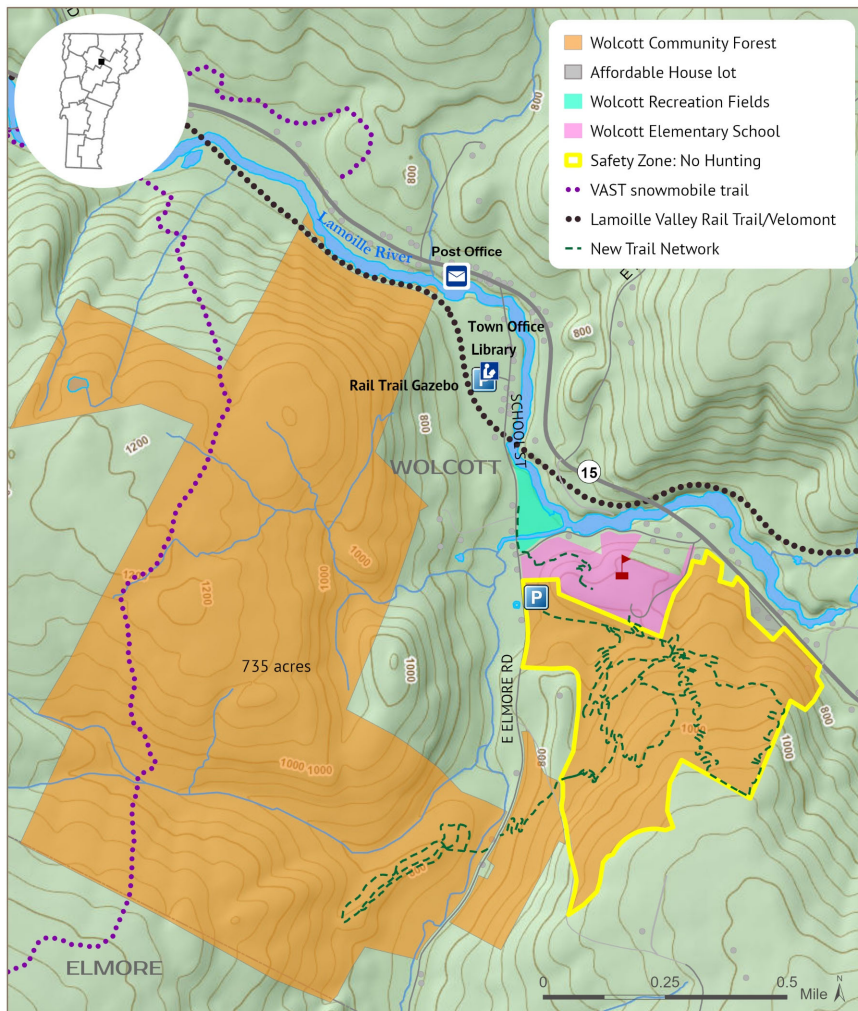 Wolcott Community Forest
Affordable House lot
Wolcott Recreation Fields
Wolcott Elementary School
Safety Zone: No Hunting
VAST snowmobile trail
Lamoille Valley Rail Trail/Velomont
New Trail Network
800
800
Lamoille River
Post Office
800
Town Office
Library
Rail Trail Gazebo
P
SCHOOL ST
800
1200
WOLCOTT
15
1000
1000
1200
P
735 acres
1000
E ELMORE RD
800
1000
800
1000
1000 1000
ELMORE
0 0.25 0.5
Mile
N